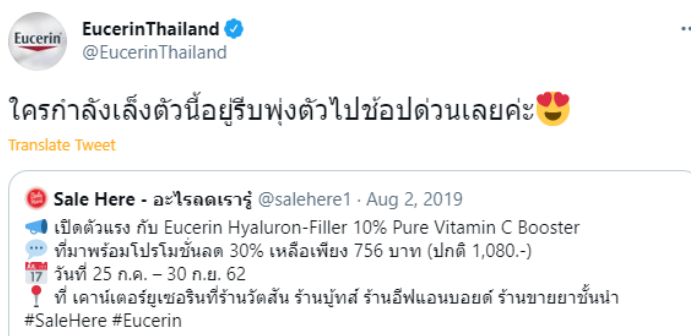 Eucerin
EucerinThailand
@EucerinThailand
ใครกำลังเล็งตัวนี้อยู่รีบพุ่งตัวไปช้อปด่วนเลยค่ะ😍
Translate Tweet
Sale Here - อะไรลดเรารู้ @salehere1 · Aug 2, 2019
📣 เปิดตัวแรง กับ Eucerin Hyaluron-Filler 10% Pure Vitamin C Booster
💬 ที่มาพร้อมโปรโมชั่นลด 30% เหลือเพียง 756 บาท (ปกติ 1,080.-)
📅 วันที่ 25 ก.ค. – 30 ก.ย. 62
📍 ที่ เคาน์เตอร์ยูเซอรินที่ร้านวัตสัน ร้านบู้ทส์ ร้านอีฟแอนบอยด์ ร้านขายยาชั้นนำ
#SaleHere #Eucerin